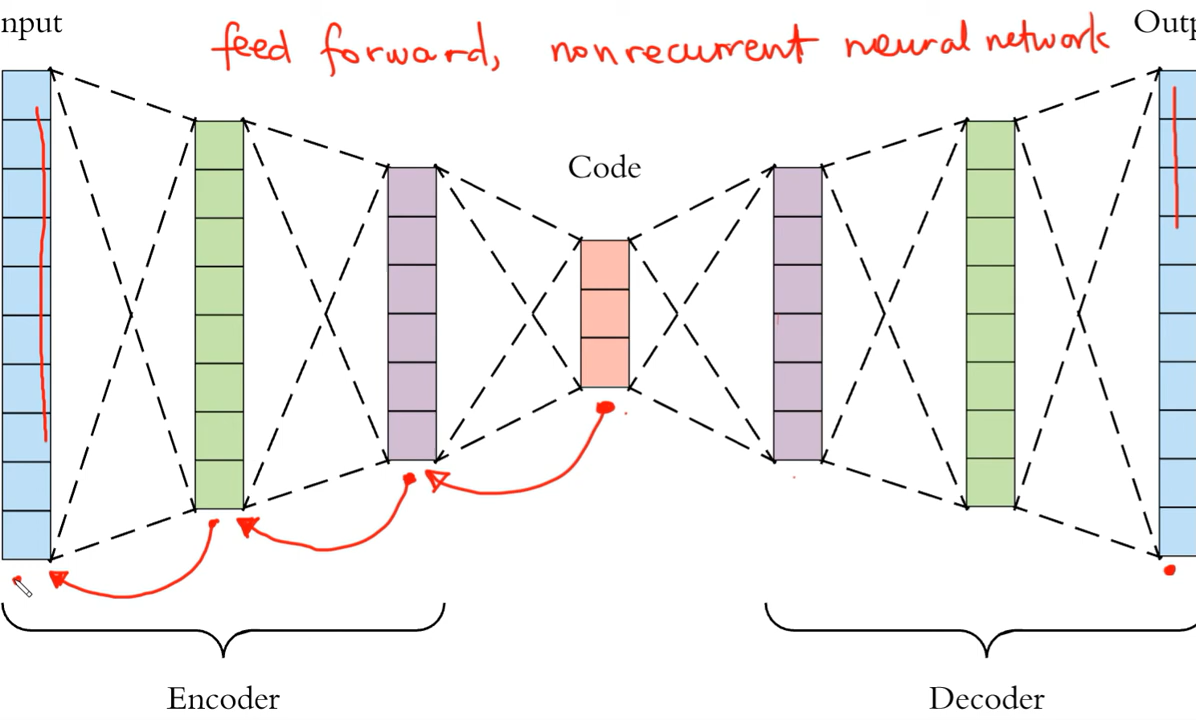 nput
feed forward, nonrecurrent neural network
Outp
Code
Encoder
Decoder